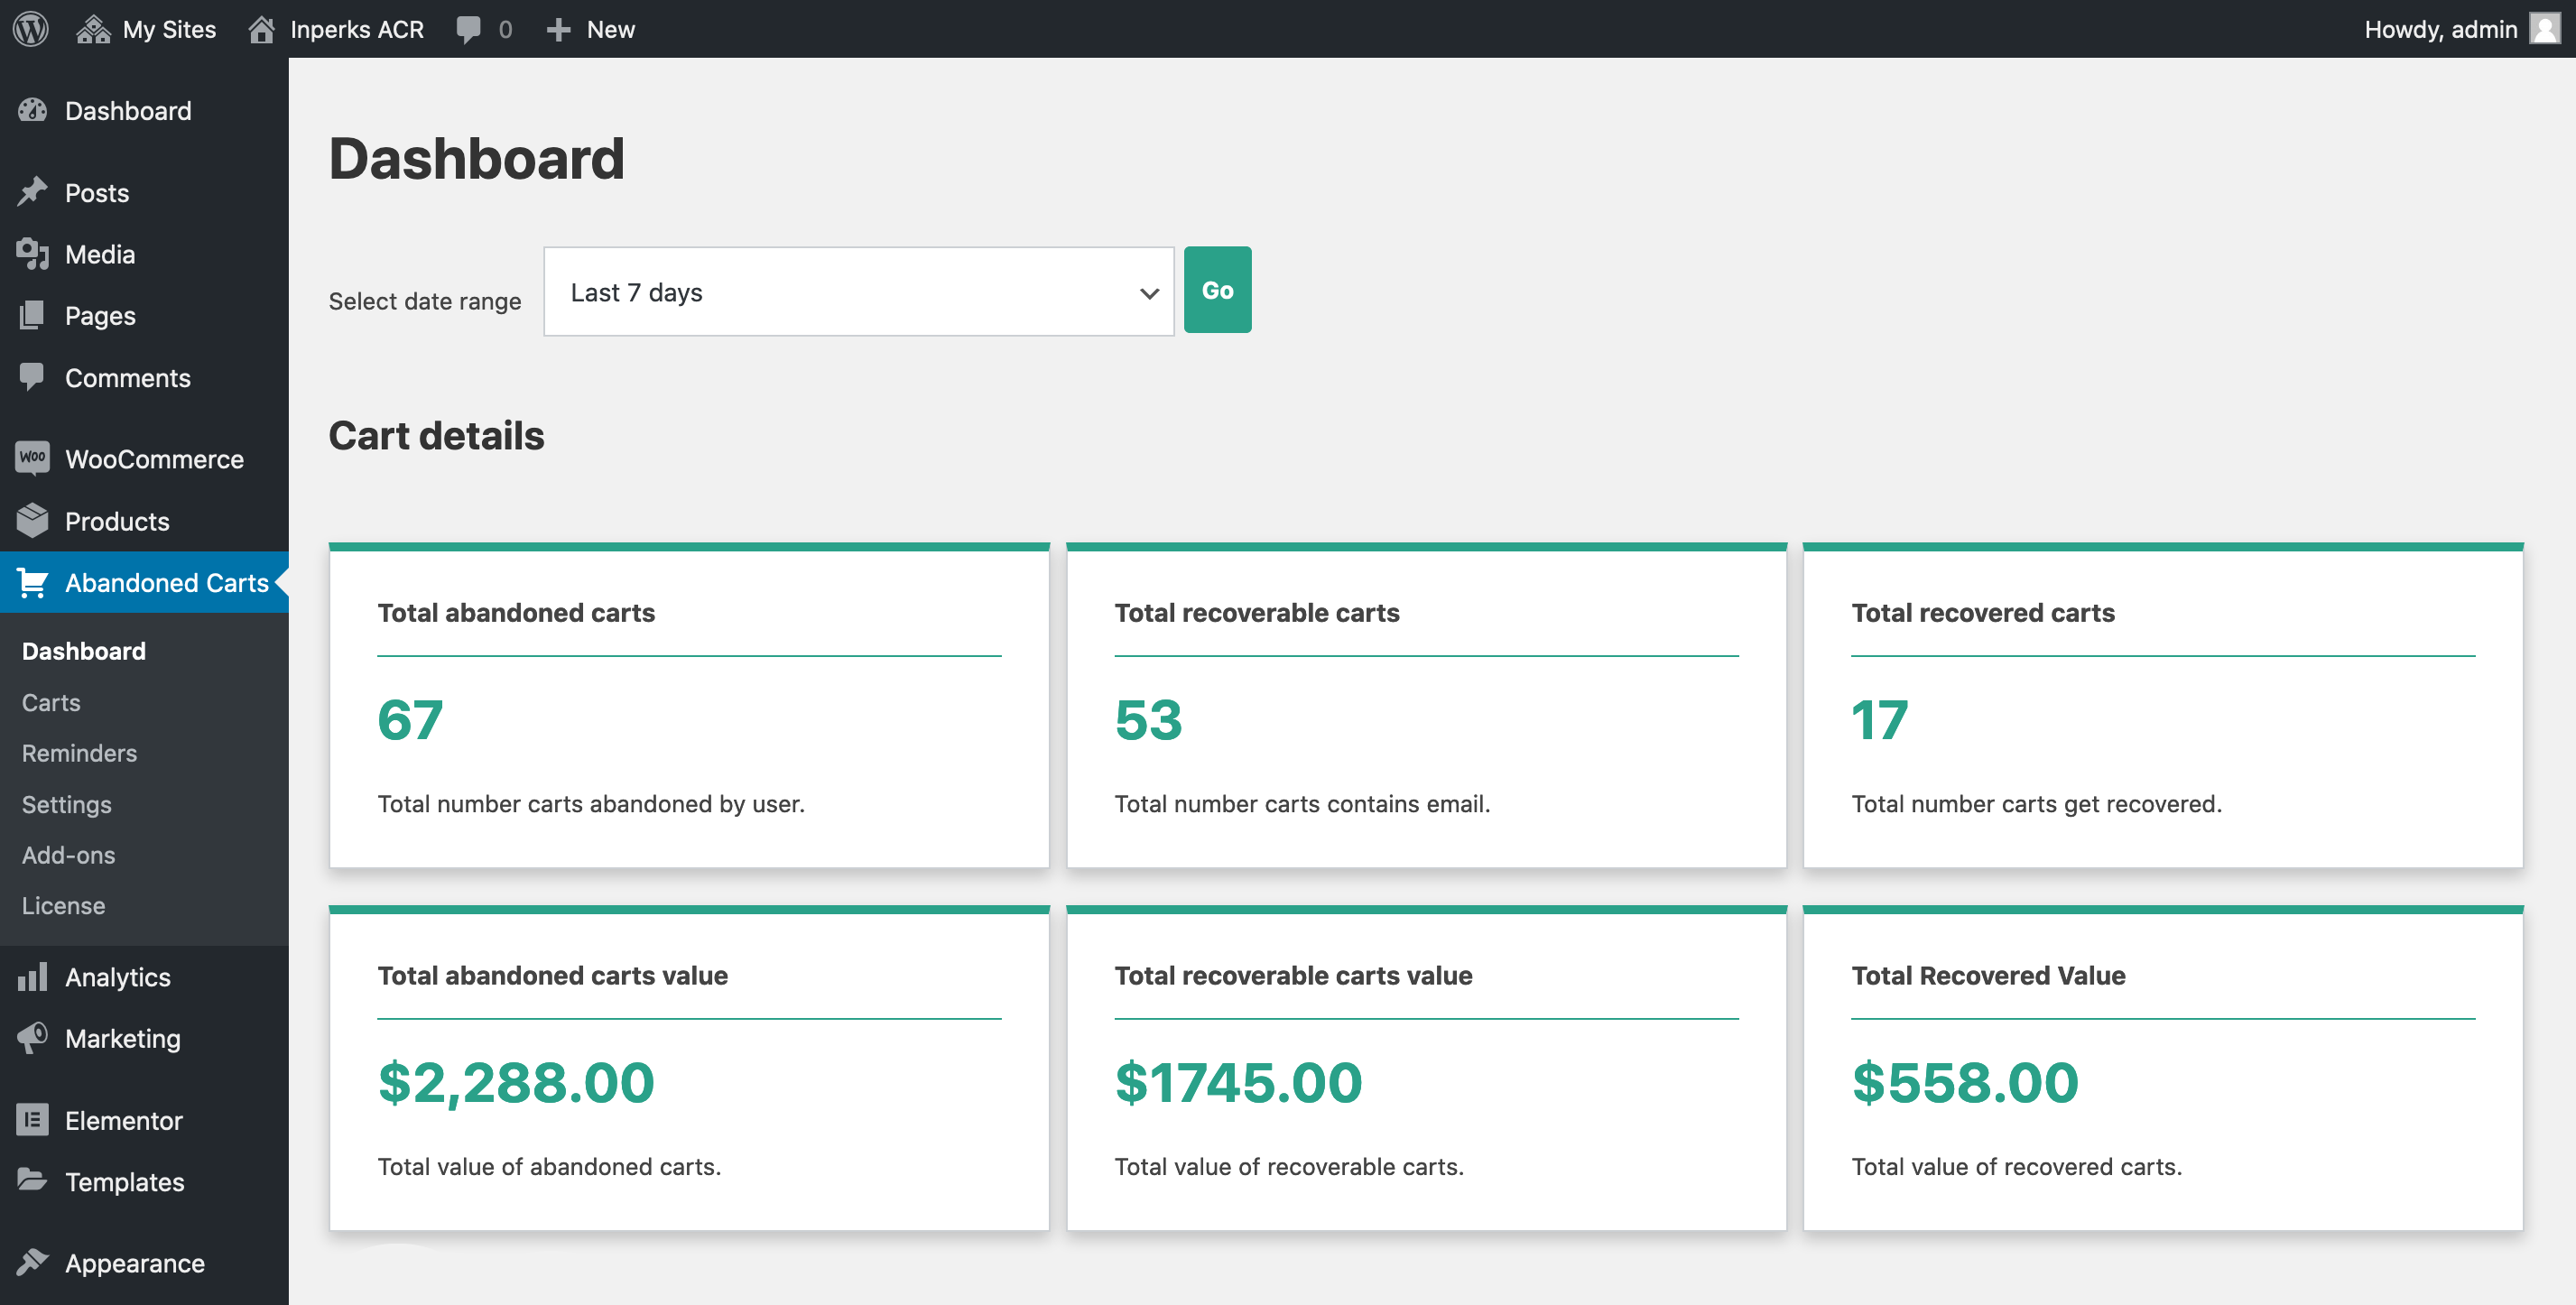 My Sites
Inperks ACR
0
New
Howdy, admin
Dashboard
Posts
Media
Pages
Comments
Woo
WooCommerce
Products
Abandoned Carts
Dashboard
Carts
Reminders
Settings
Add-ons
License
Analytics
Marketing
Elementor
Templates
Appearance
Dashboard
Select date range
Last 7 days
Go
Cart details
Total abandoned carts
67
Total number carts abandoned by user.
Total recoverable carts
53
Total number carts contains email.
Total recovered carts
17
Total number carts get recovered.
Total abandoned carts value
$2,288.00
Total value of abandoned carts.
Total recoverable carts value
$1745.00
Total value of recoverable carts.
Total Recovered Value
$558.00
Total value of recovered carts.